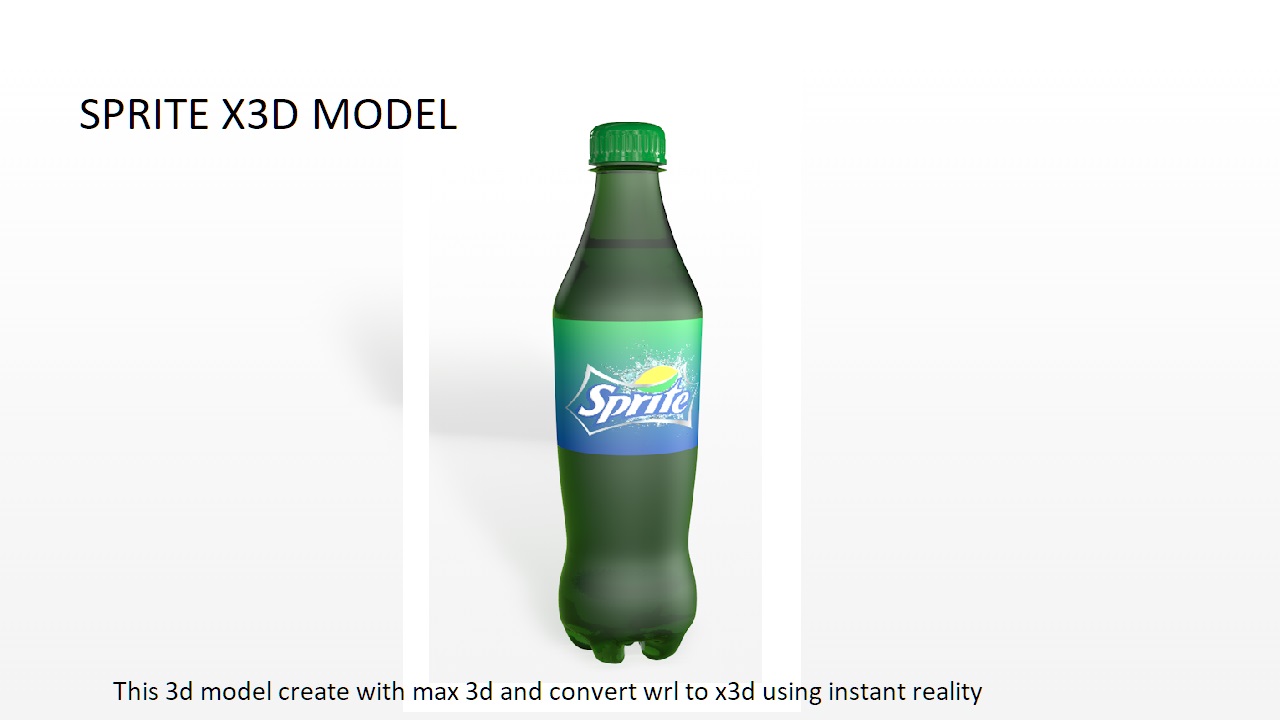 SPRITE X3D MODEL
Sprite
This 3d model create with max 3d and convert wrl to x3d using instant reality